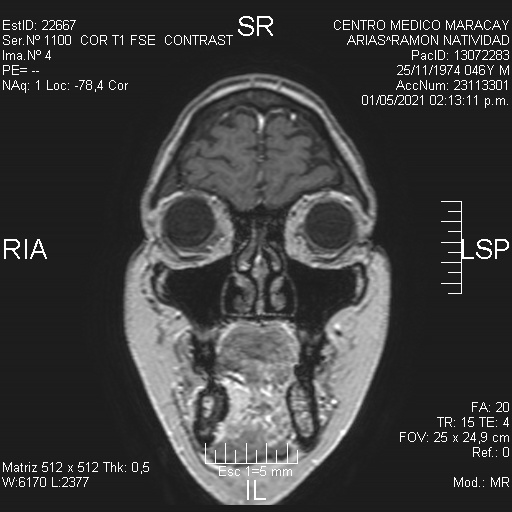 EstID: 22667
Ser.Nº 1100 COR T1 FSE CONTRAST
Ima.N° 4
PE= --
NAq: 1 Loc: -78,4 Cor
SR
CENTRO MEDICO MARACAY
ARIAS^RAMON NATIVIDAD
PacID: 13072283
25/11/1974 046Y M
AccNum: 23113301
01/05/2021 02:13:11 p.m.
RIA
LSP
FA: 20
TR: 15 TE: 4
FOV: 25 x 24,9 cm
Ref.: 0
Mod.: MR
Matriz 512 x 512 Thk: 0,5
W:6170 L:2377
Esc 1=5 mm
IL